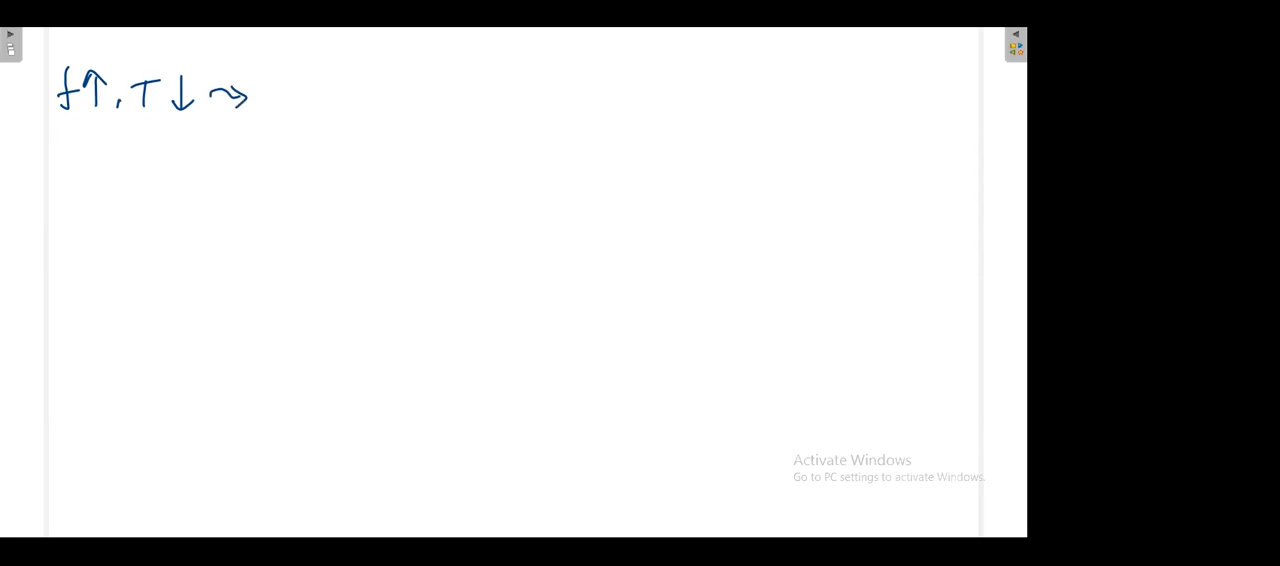 f↑, T↓ ⇝
Activate Windows
Go to PC settings to activate Windows.